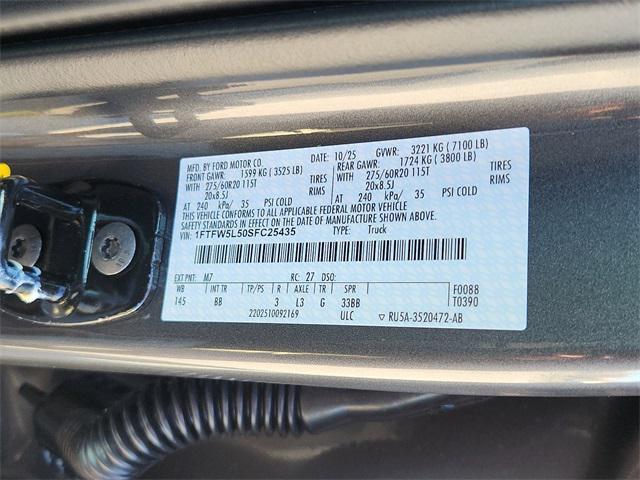 MFD. BY FORD MOTOR CO.
DATE: 10/25 GVWR: 3221 KG ( 7100 LB)
FRONT GAWR: 1599 KG ( 3525 LB)
REAR GAWR: 1724 KG ( 3800 LB)
WITH 275/60R20 115T TIRES
WITH 275/60R20 115T TIRES
20x8.5J RIMS
20x8.5J RIMS
AT 240 kPa/ 35 PSI COLD
AT 240 kPa/ 35 PSI COLD
THIS VEHICLE CONFORMS TO ALL APPLICABLE FEDERAL MOTOR VEHICLE
SAFETY STANDARDS IN EFFECT ON THE DATE OF MANUFACTURE SHOWN ABOVE.
VIN: 1FTFW5L50SFC25435 TYPE: Truck
EXT PNT: M7 RC: 27 DSO:
WB INT TR TP/PS R AXLE TR SPR F0088
145 BB 3 L3 G 33BB T0390
2202510092169 ULC ▽ RU5A-3520472-AB